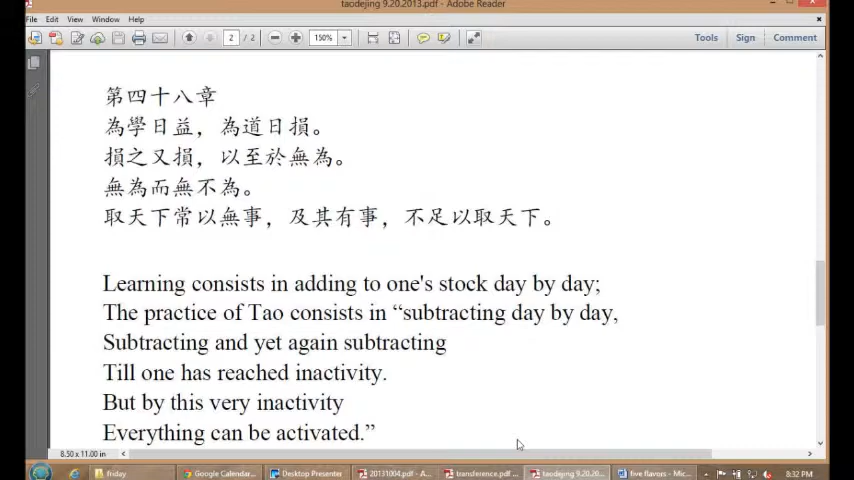 taodejing 9.20.2013.pdf - Adobe Reader
File Edit View Window Help
2 / 2 150% Tools Sign Comment
第四十八章
為學日益，為道日損。
損之又損，以至於無為。
無為而無不為。
取天下常以無事，及其有事，不足以取天下。
Learning consists in adding to one's stock day by day;
The practice of Tao consists in “subtracting day by day,
Subtracting and yet again subtracting
Till one has reached inactivity.
But by this very inactivity
Everything can be activated.”
8.50 x 11.00 in
friday Google Calendar... Desktop Presenter 20131004.pdf - A... transference.pdf ... taodejing 9.20.20... five flavors - Mic... 8:32 PM